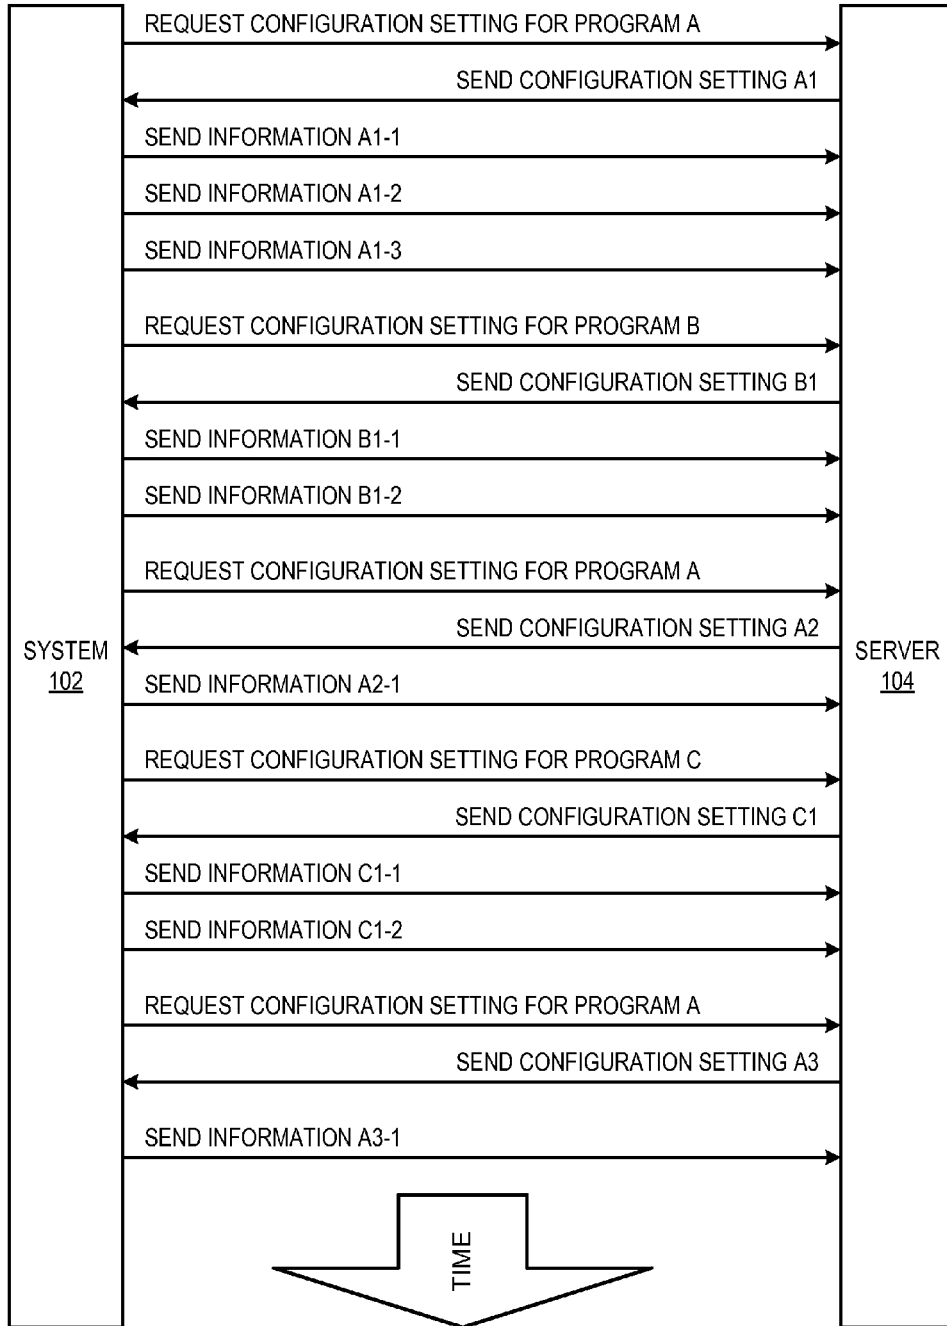 REQUEST CONFIGURATION SETTING FOR PROGRAM A
SEND CONFIGURATION SETTING A1
SEND INFORMATION A1-1
SEND INFORMATION A1-2
SEND INFORMATION A1-3
REQUEST CONFIGURATION SETTING FOR PROGRAM B
SEND CONFIGURATION SETTING B1
SEND INFORMATION B1-1
SEND INFORMATION B1-2
REQUEST CONFIGURATION SETTING FOR PROGRAM A
SEND CONFIGURATION SETTING A2
SYSTEM
102
SERVER
104
SEND INFORMATION A2-1
REQUEST CONFIGURATION SETTING FOR PROGRAM C
SEND CONFIGURATION SETTING C1
SEND INFORMATION C1-1
SEND INFORMATION C1-2
REQUEST CONFIGURATION SETTING FOR PROGRAM A
SEND CONFIGURATION SETTING A3
SEND INFORMATION A3-1
TIME